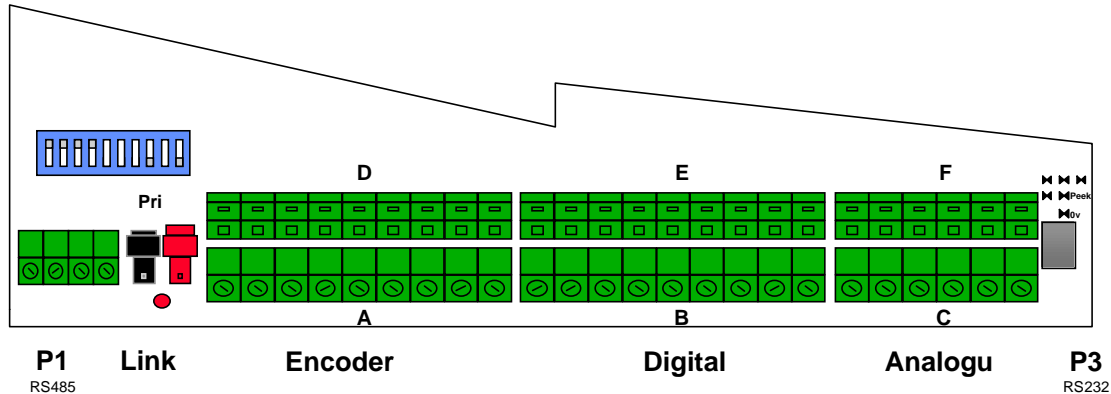 D E F
Pri
Peek
0v
A B C
P1 Link Encoder Digital Analogu P3
RS485 RS232